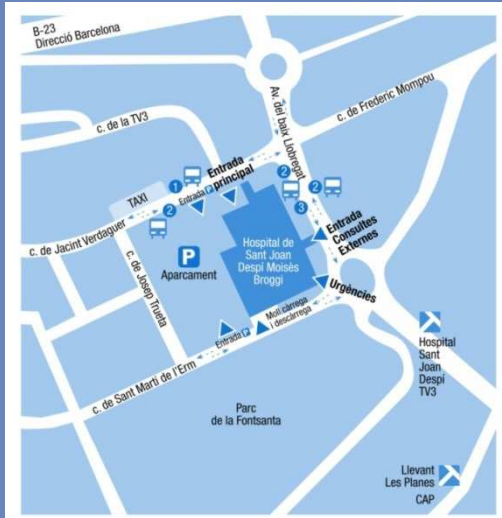 B-23
Direcció Barcelona
c. de la TV3
Av. del baix Llobregat
c. de Frederic Mompou
Entrada
principal
TAXI
1
2
Entrada P
2
2
3
c. de Jacint Verdaguer
c. de Josep Trueta
P
Aparcament
Hospital de
Sant Joan
Despí Moisès
Broggi
Entrada
Consultes
Externes
Urgències
Moll càrrega
i descàrrega
Entrada P
c. de Sant Martí de l'Erm
Parc
de la Fontsanta
Hospital
Sant
Joan
Despí
TV3
Llevant
Les Planes
CAP